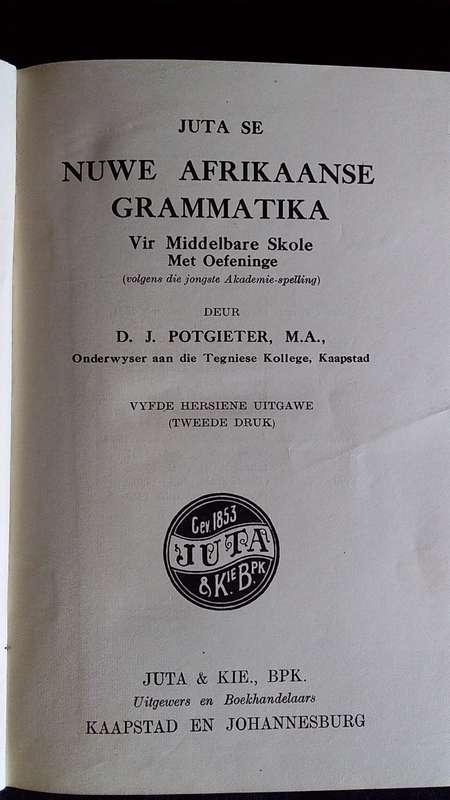 JUTA SE
NUWE AFRIKAANSE
GRAMMATIKA
Vir Middelbare Skole
Met Oefeninge
(volgens die jongste Akademie-spelling)
DEUR
D. J. POTGIETER, M.A.,
Onderwyser aan die Tegniese Kollege, Kaapstad
VYFDE HERSIENE UITGAWE
(TWEEDE DRUK)
Gev 1853
JUTA
& KIE BPK
JUTA & KIE., BPK.
Uitgewers en Boekhandelaars
KAAPSTAD EN JOHANNESBURG